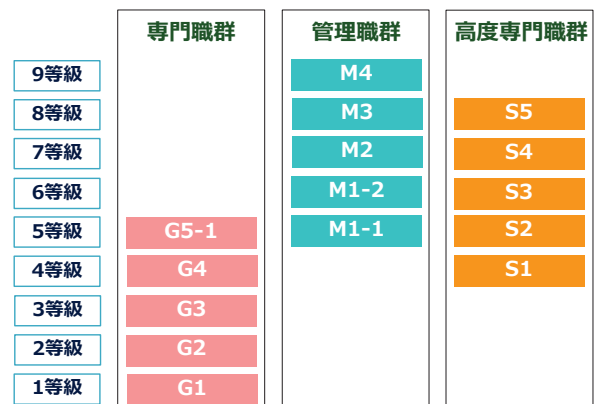 専門職群 管理職群 高度専門職群
9等級 M4
8等級 M3 S5
7等級 M2 S4
6等級 M1-2 S3
5等級 G5-1 M1-1 S2
4等級 G4 S1
3等級 G3
2等級 G2
1等級 G1